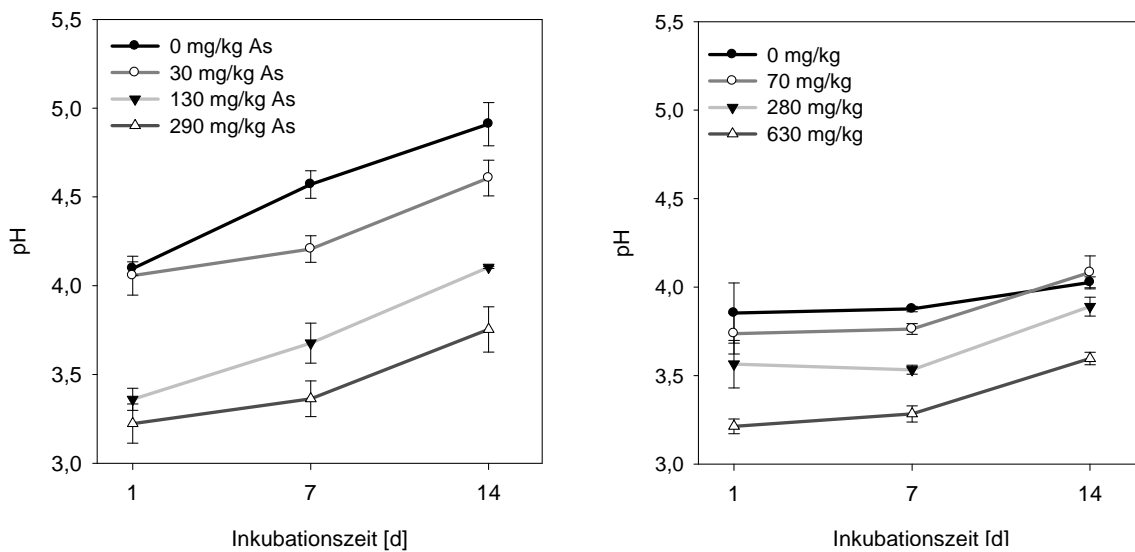 5,5
5,0
4,5
4,0
3,5
3,0
pH
0 mg/kg As
30 mg/kg As
130 mg/kg As
290 mg/kg As
1
7
14
Inkubationszeit [d]
5,5
5,0
4,5
4,0
3,5
3,0
pH
0 mg/kg
70 mg/kg
280 mg/kg
630 mg/kg
1
7
14
Inkubationszeit [d]